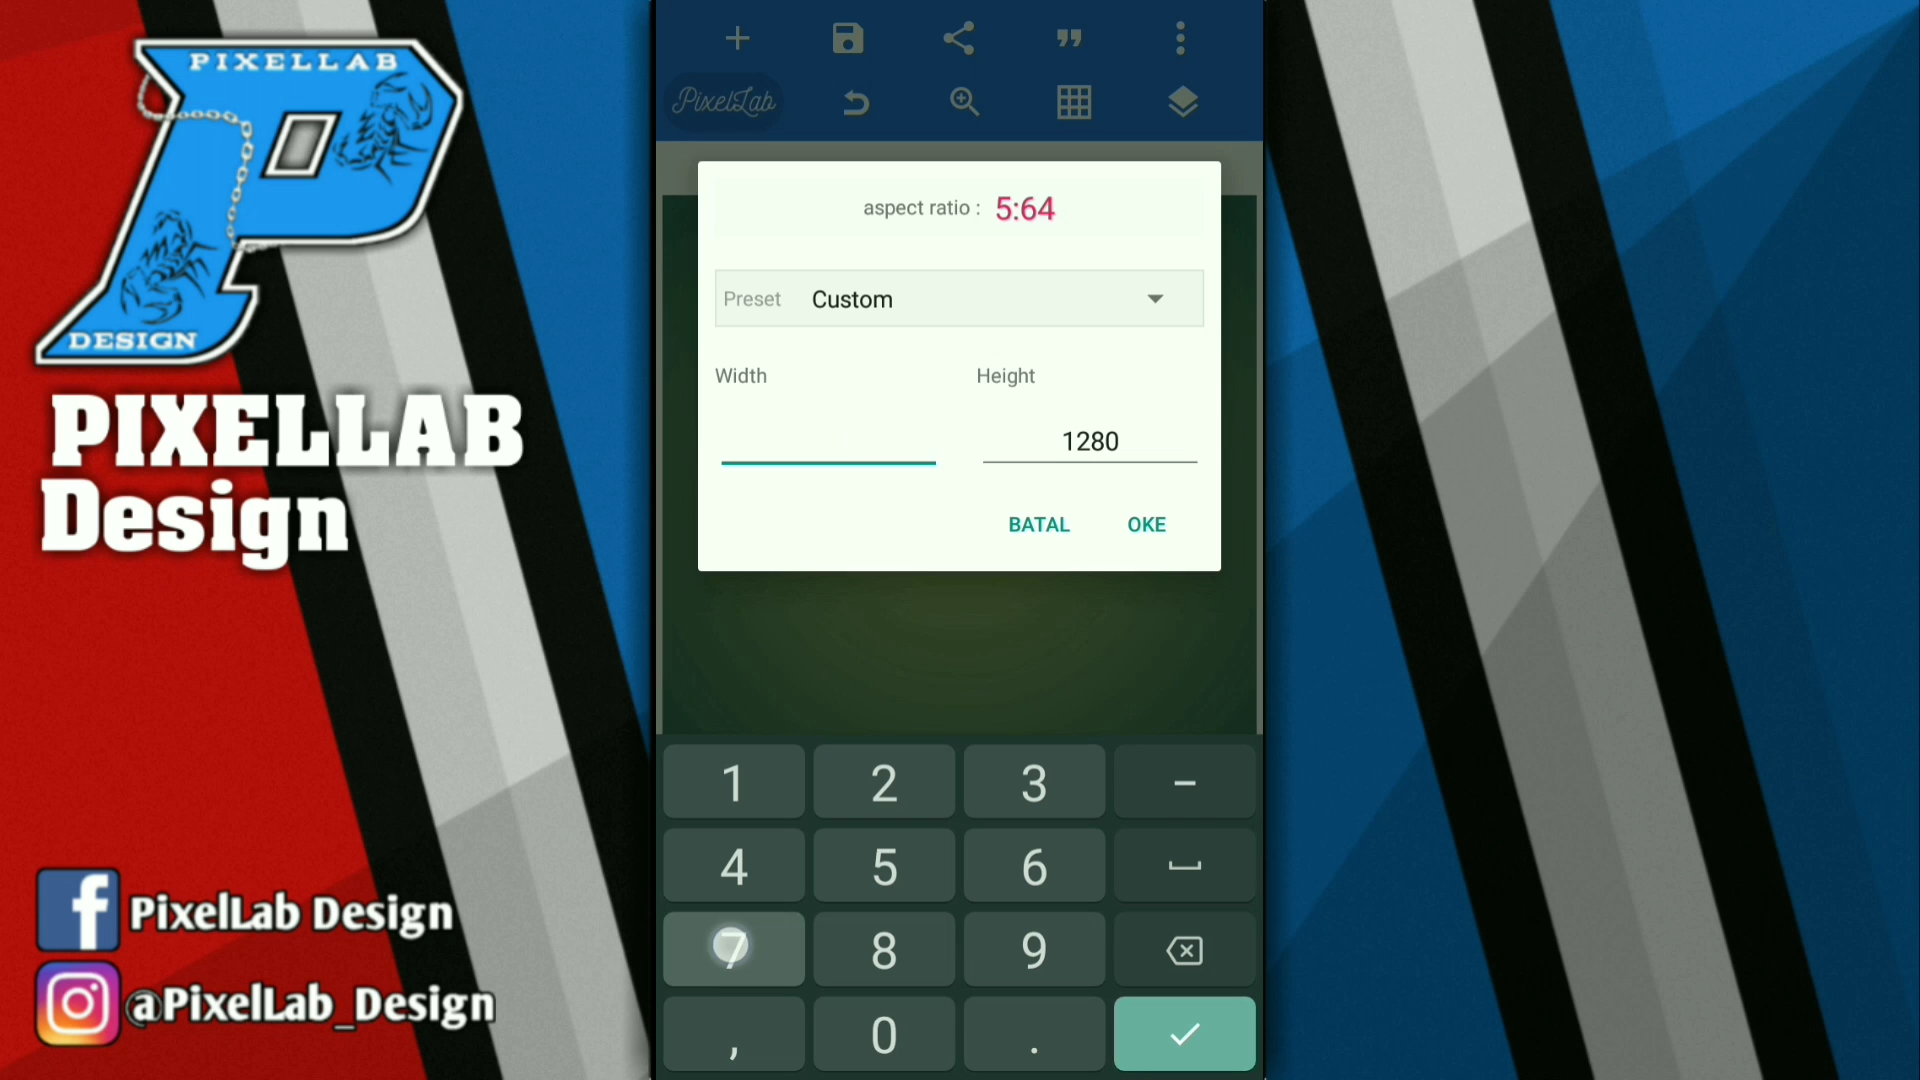 PIXELLAB
DESIGN
PIXELLAB
Design
PixelLab Design
@PixelLab_Design
PixelLab
aspect ratio : 5:64
Preset Custom
Width Height
1280
BATAL OKE
1 2 3 -
4 5 6
7 8 9
, 0 .